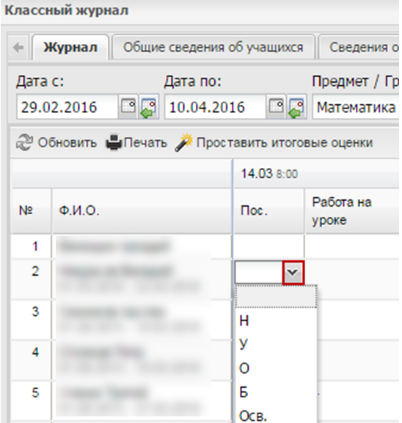 Классный журнал
Журнал Общие сведения об учащихся Сведения о
Дата с: Дата по: Предмет / Гр
29.02.2016 10.04.2016 Математика
Обновить Печать Проставить итоговые оценки
14.03 8:00
№ Ф.И.О. Пос. Работа на уроке
1
2
Н
3
У
О
4
Б
5
Осв.